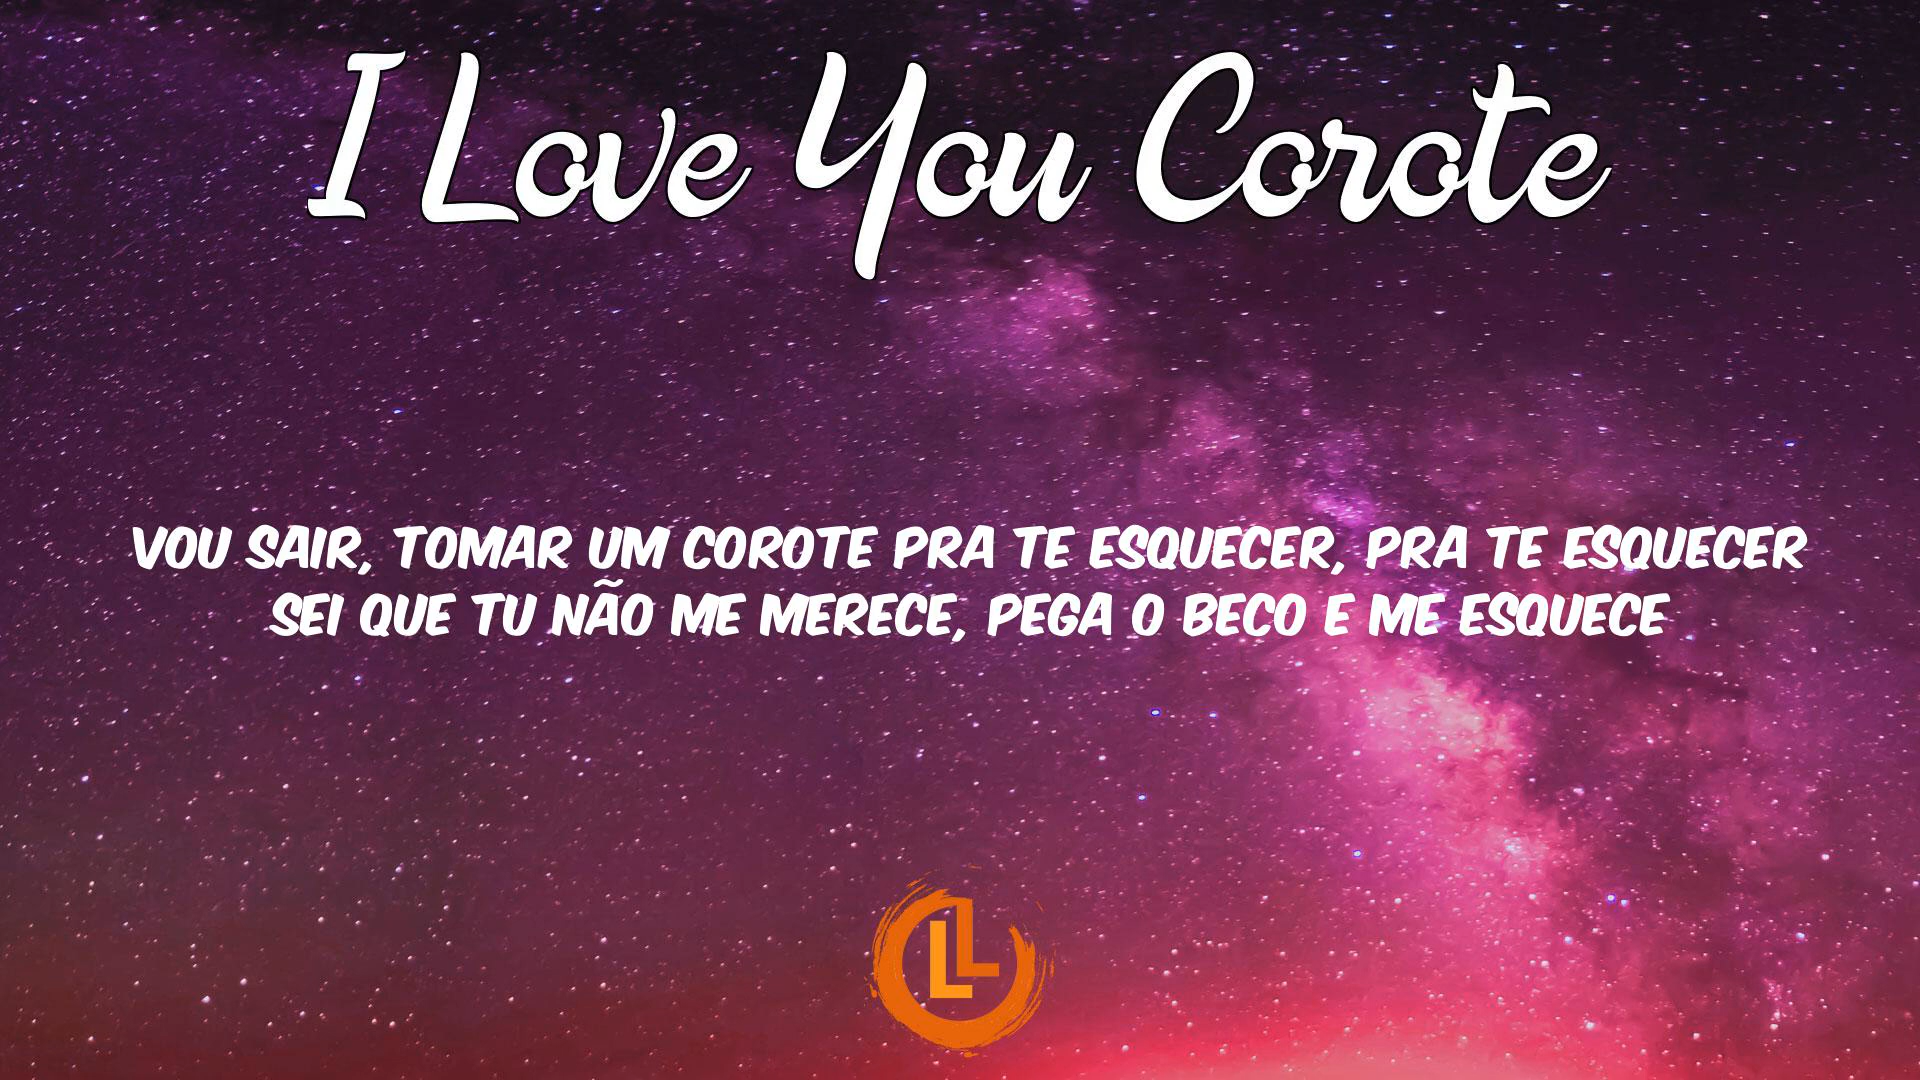 I Love You Corote
VOU SAIR, TOMAR UM COROTE PRA TE ESQUECER, PRA TE ESQUECER
SEI QUE TU NÃO ME MERECE, PEGA O BECO E ME ESQUECE
LL